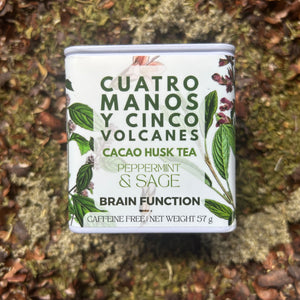 CUATRO
MANOS
Y CINCO
VOLCANES
CACAO HUSK TEA
PEPPERMINT
& SAGE
BRAIN FUNCTION
CAFFEINE FREE / NET WEIGHT 57 g